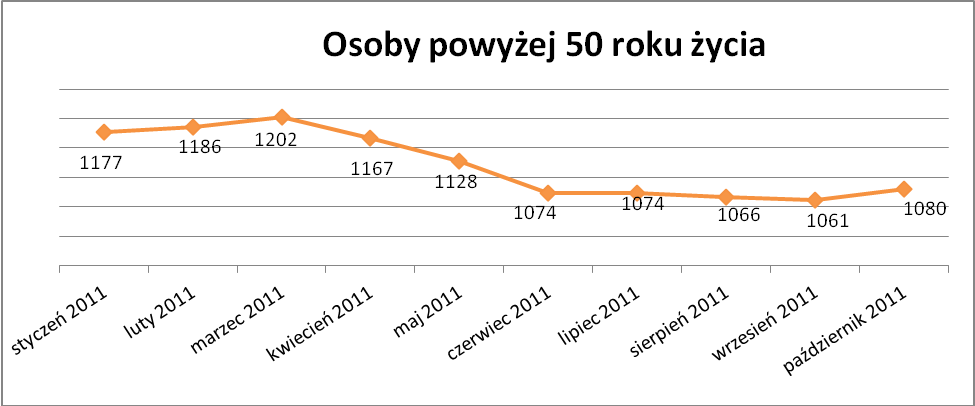 Osoby powyżej 50 roku życia
1177
1186
1202
1167
1128
1074
1074
1066
1061
1080
styczeń 2011
luty 2011
marzec 2011
kwiecień 2011
maj 2011
czerwiec 2011
lipiec 2011
sierpień 2011
wrzesień 2011
październik 2011